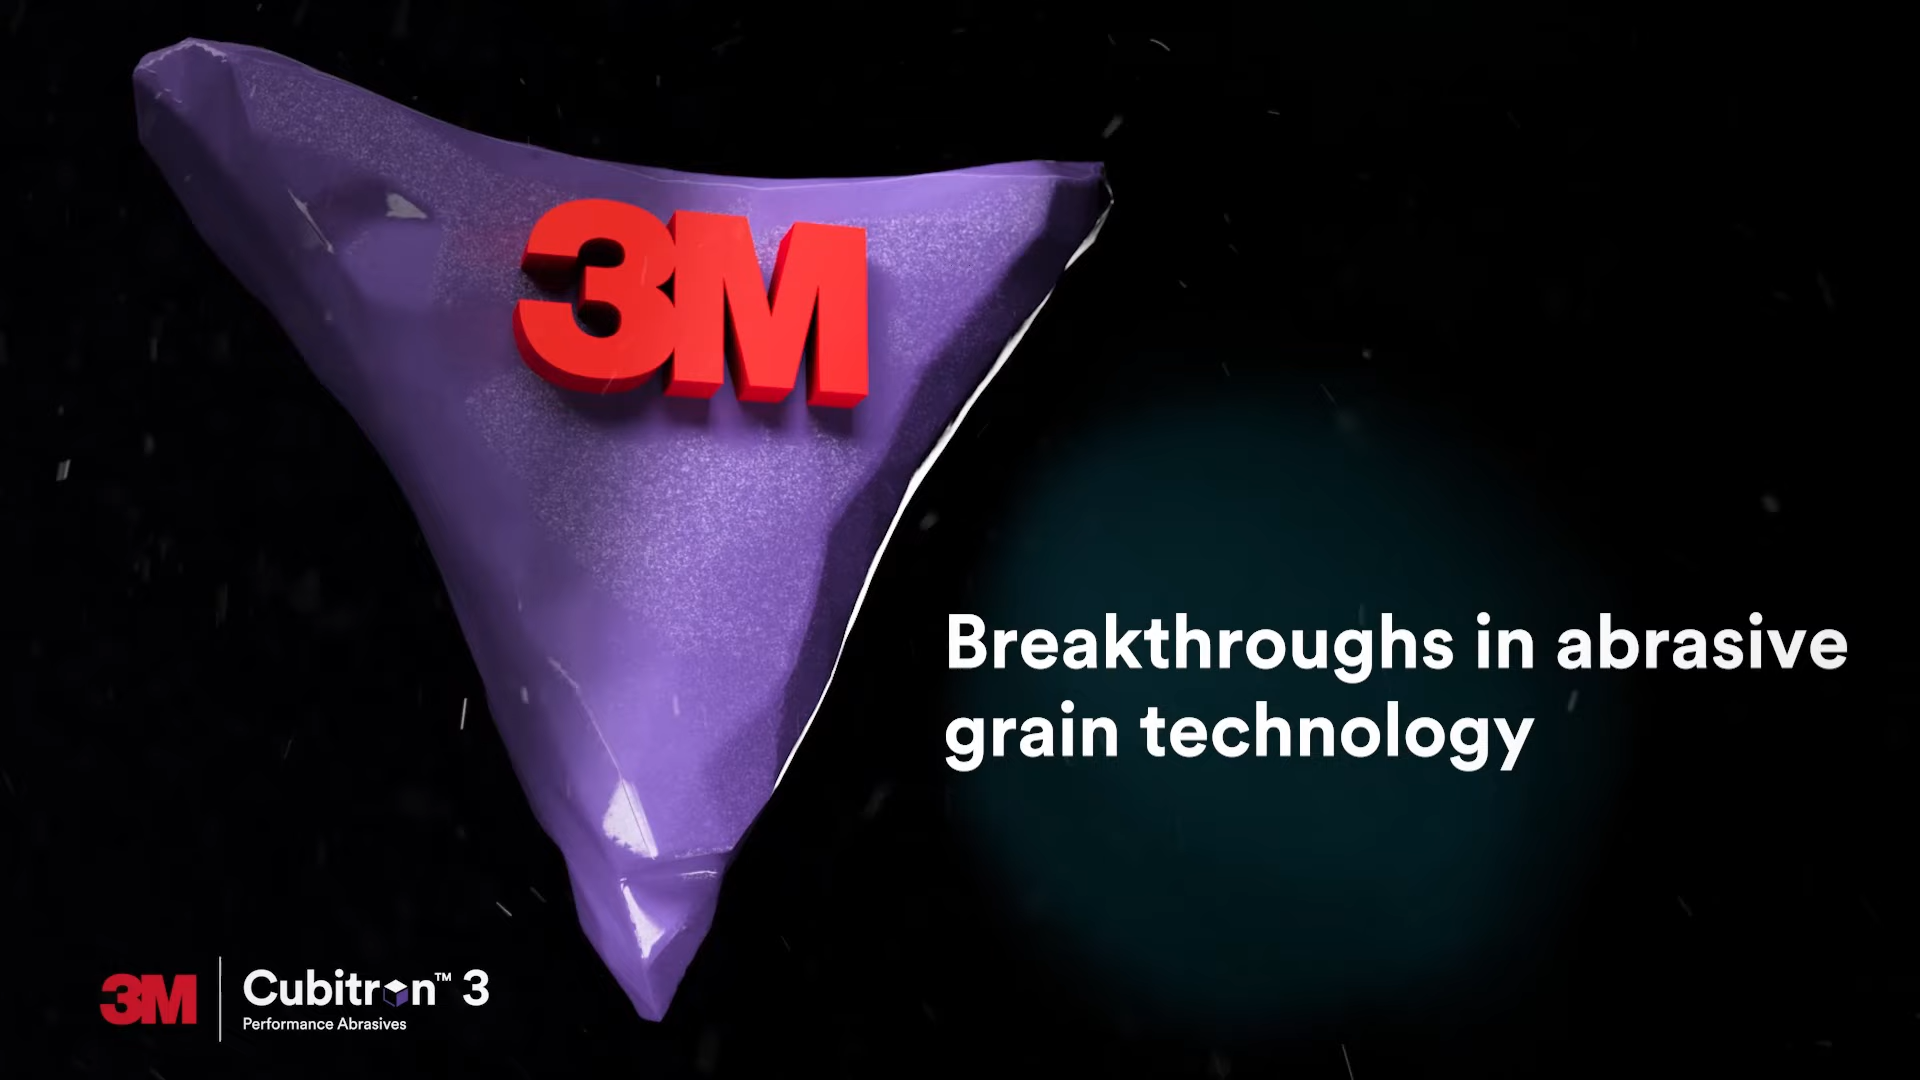 3M
Breakthroughs in abrasive
grain technology
3M
Cubitron™ 3
Performance Abrasives